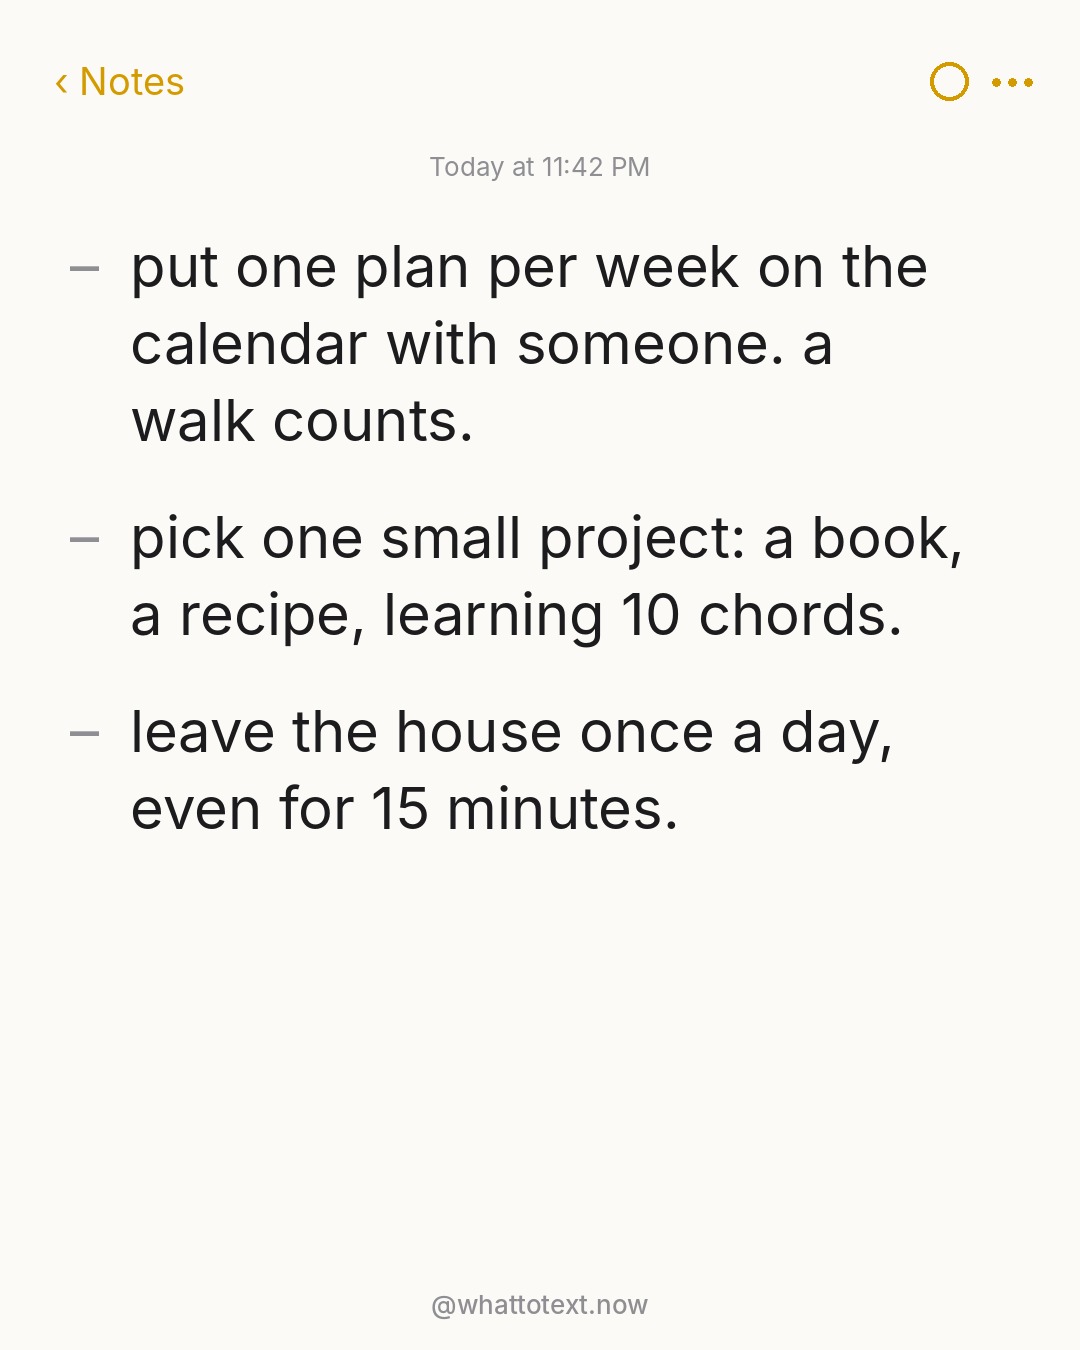 ‹ Notes
Today at 11:42 PM
– put one plan per week on the
calendar with someone. a
walk counts.
– pick one small project: a book,
a recipe, learning 10 chords.
– leave the house once a day,
even for 15 minutes.
@whattotext.now